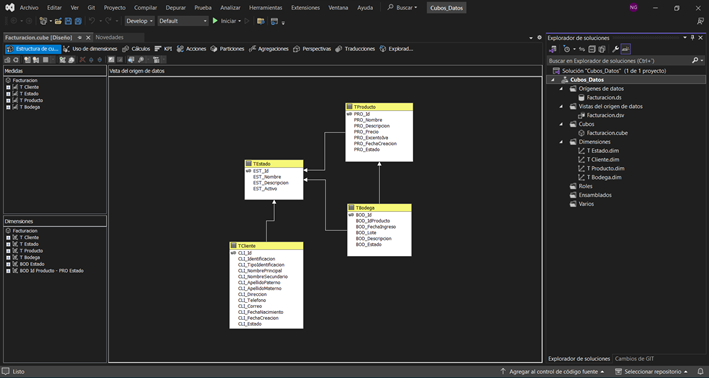 Archivo Editar Ver Git Proyecto Compilar Depurar Prueba Analizar Herramientas Extensiones Ventana Ayuda Buscar Cubos_Datos NG
Develop Default Iniciar
Facturacion.cube [Diseño] Novedades
Estructura de cu... Uso de dimensiones Cálculos KPI Acciones Particiones Agregaciones Perspectivas Traducciones Explorad...
Medidas
Facturacion
T Cliente
T Estado
T Producto
T Bodega
Dimensiones
Facturacion
T Cliente
T Estado
T Producto
T Bodega
BOD Estado
BOD Id Producto - PRO Estado
Vista del origen de datos
TProducto
PRO_Id
PRO_Nombre
PRO_Descripcion
PRO_Precio
PRO_ExcentoIva
PRO_FechaCreacion
PRO_Estado
TEstado
EST_Id
EST_Nombre
EST_Descripcion
EST_Activo
TBodega
BOD_Id
BOD_IdProducto
BOD_FechaIngreso
BOD_Lote
BOD_Descripcion
BOD_Estado
TCliente
CLI_Id
CLI_Identificacion
CLI_TipoIdentificacion
CLI_NombrePrincipal
CLI_NombreSecundario
CLI_ApellidoPaterno
CLI_ApellidoMaterno
CLI_Direccion
CLI_Telefono
CLI_Correo
CLI_FechaNacimiento
CLI_FechaCreacion
CLI_Estado
Explorador de soluciones
Buscar en Explorador de soluciones (Ctrl+')
Solución "Cubos_Datos" (1 de 1 proyecto)
Cubos_Datos
Orígenes de datos
Facturacion.ds
Vistas del origen de datos
Facturacion.dsv
Cubos
Facturacion.cube
Dimensiones
T Estado.dim
T Cliente.dim
T Producto.dim
T Bodega.dim
Roles
Ensamblados
Varios
Explorador de soluciones Cambios de GIT
Listo Agregar al control de código fuente Seleccionar repositorio